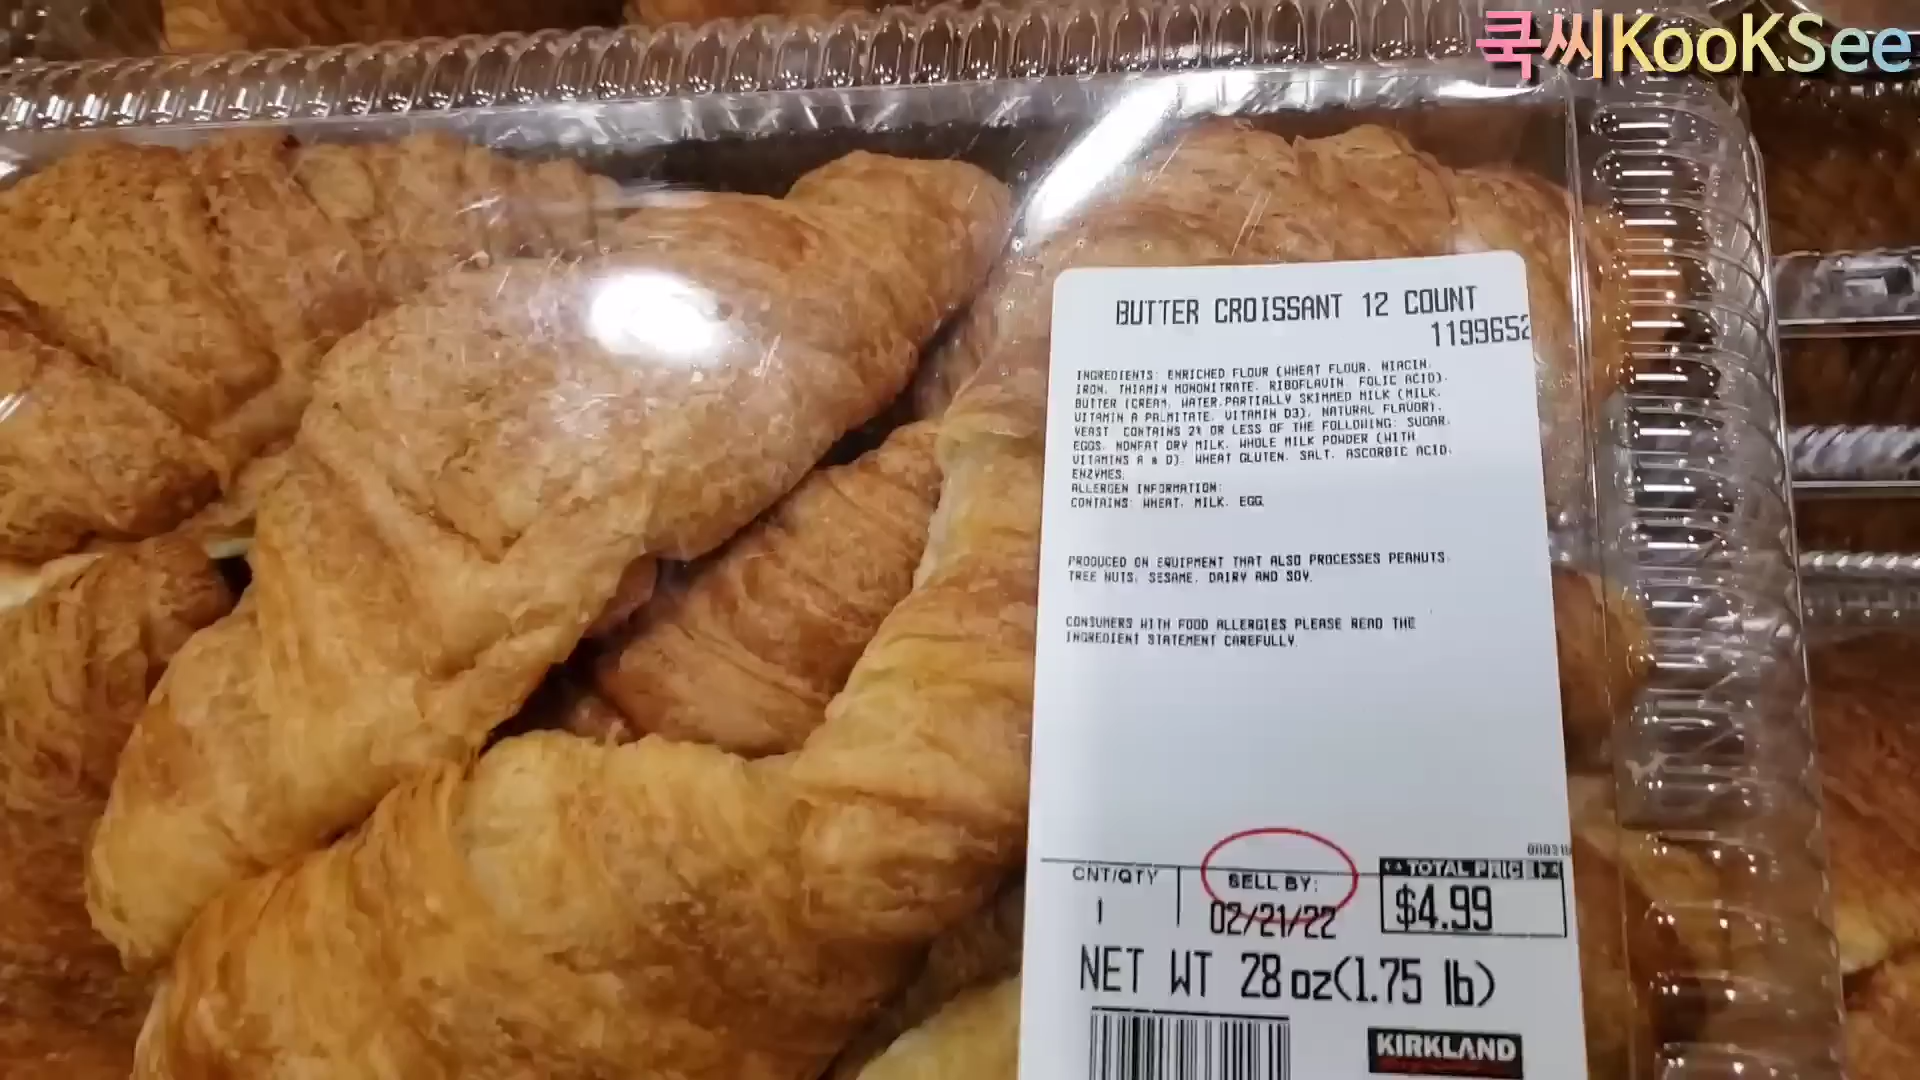 쿡씨KooKSee
BUTTER CROISSANT 12 COUNT
1199652
INGREDIENTS: ENRICHED FLOUR (WHEAT FLOUR, NIACIN,
IRON, THIAMIN MONONITRATE, RIBOFLAVIN, FOLIC ACID),
BUTTER (CREAM, WATER,PARTIALLY SKIMMED MILK (MILK,
VITAMIN A PALMITATE, VITAMIN D3), NATURAL FLAVOR),
YEAST. CONTAINS 2% OR LESS OF THE FOLLOWING: SUGAR,
EGGS, NONFAT DRY MILK, WHOLE MILK POWDER (WITH
VITAMINS A & D), WHEAT GLUTEN, SALT, ASCORBIC ACID,
ENZYMES.
ALLERGEN INFORMATION:
CONTAINS: WHEAT, MILK, EGG.
PRODUCED ON EQUIPMENT THAT ALSO PROCESSES PEANUTS,
TREE NUTS, SESAME, DAIRY AND SOY.
CONSUMERS WITH FOOD ALLERGIES PLEASE READ THE
INGREDIENT STATEMENT CAREFULLY.
CNT/QTY
1
SELL BY:
02/21/22
TOTAL PRICE
$4.99
NET WT 28 oz(1.75 lb)
KIRKLAND